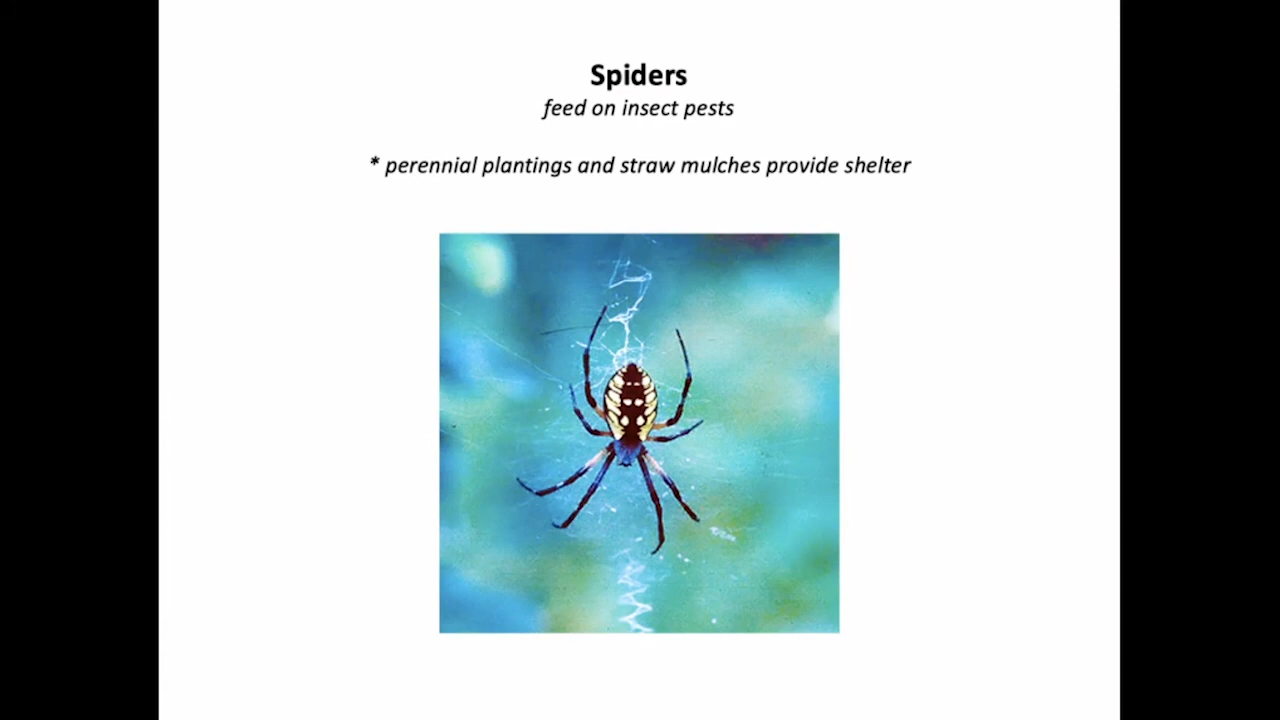 Spiders
feed on insect pests
* perennial plantings and straw mulches provide shelter